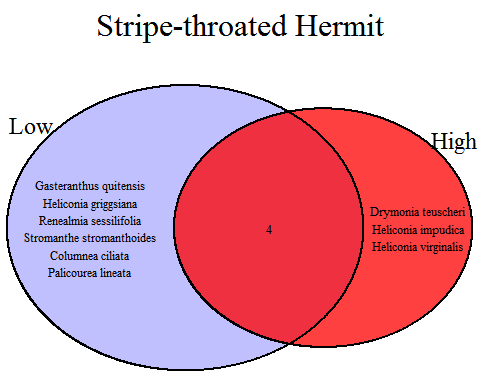 Stripe-throated Hermit
Low
High
Gasteranthus quitensis
Heliconia griggsiana
Renealmia sessilifolia
Stromanthe stromanthoides
Columnea ciliata
Palicourea lineata
4
Drymonia teuscheri
Heliconia impudica
Heliconia virginalis